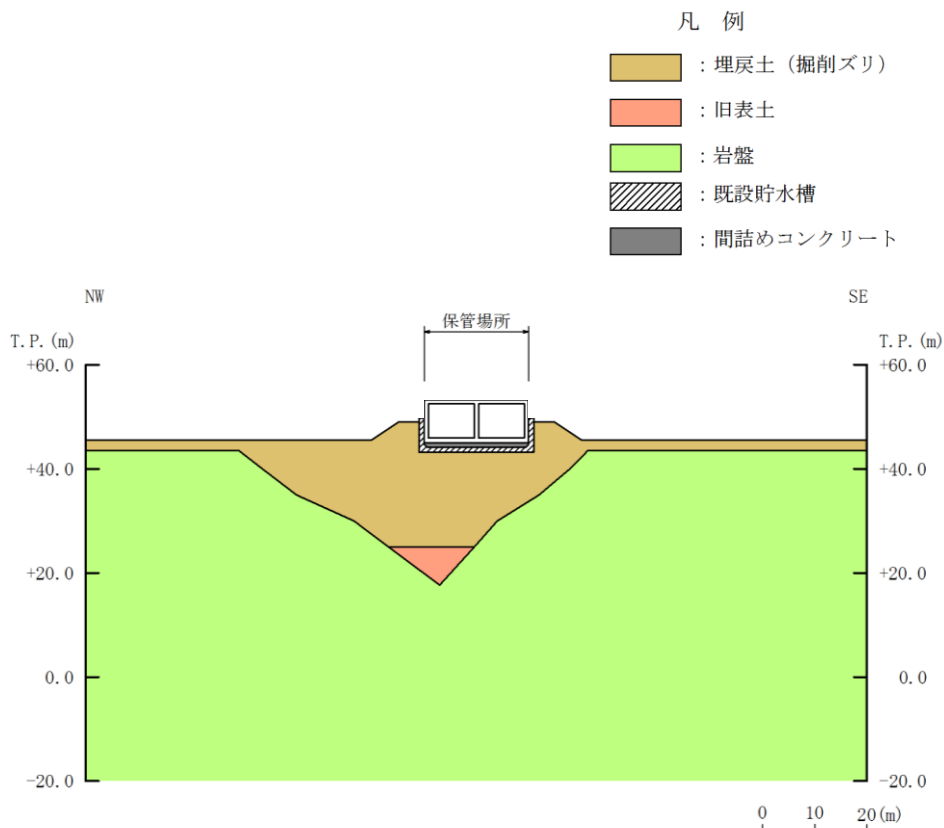 凡 例
：埋戻土（掘削ズリ）
：旧表土
：岩盤
：既設貯水槽
：間詰めコンクリート
NW
SE
保管場所
T.P.(m)
T.P.(m)
+60.0
+60.0
+40.0
+40.0
+20.0
+20.0
0.0
0.0
-20.0
-20.0
0 10 20(m)